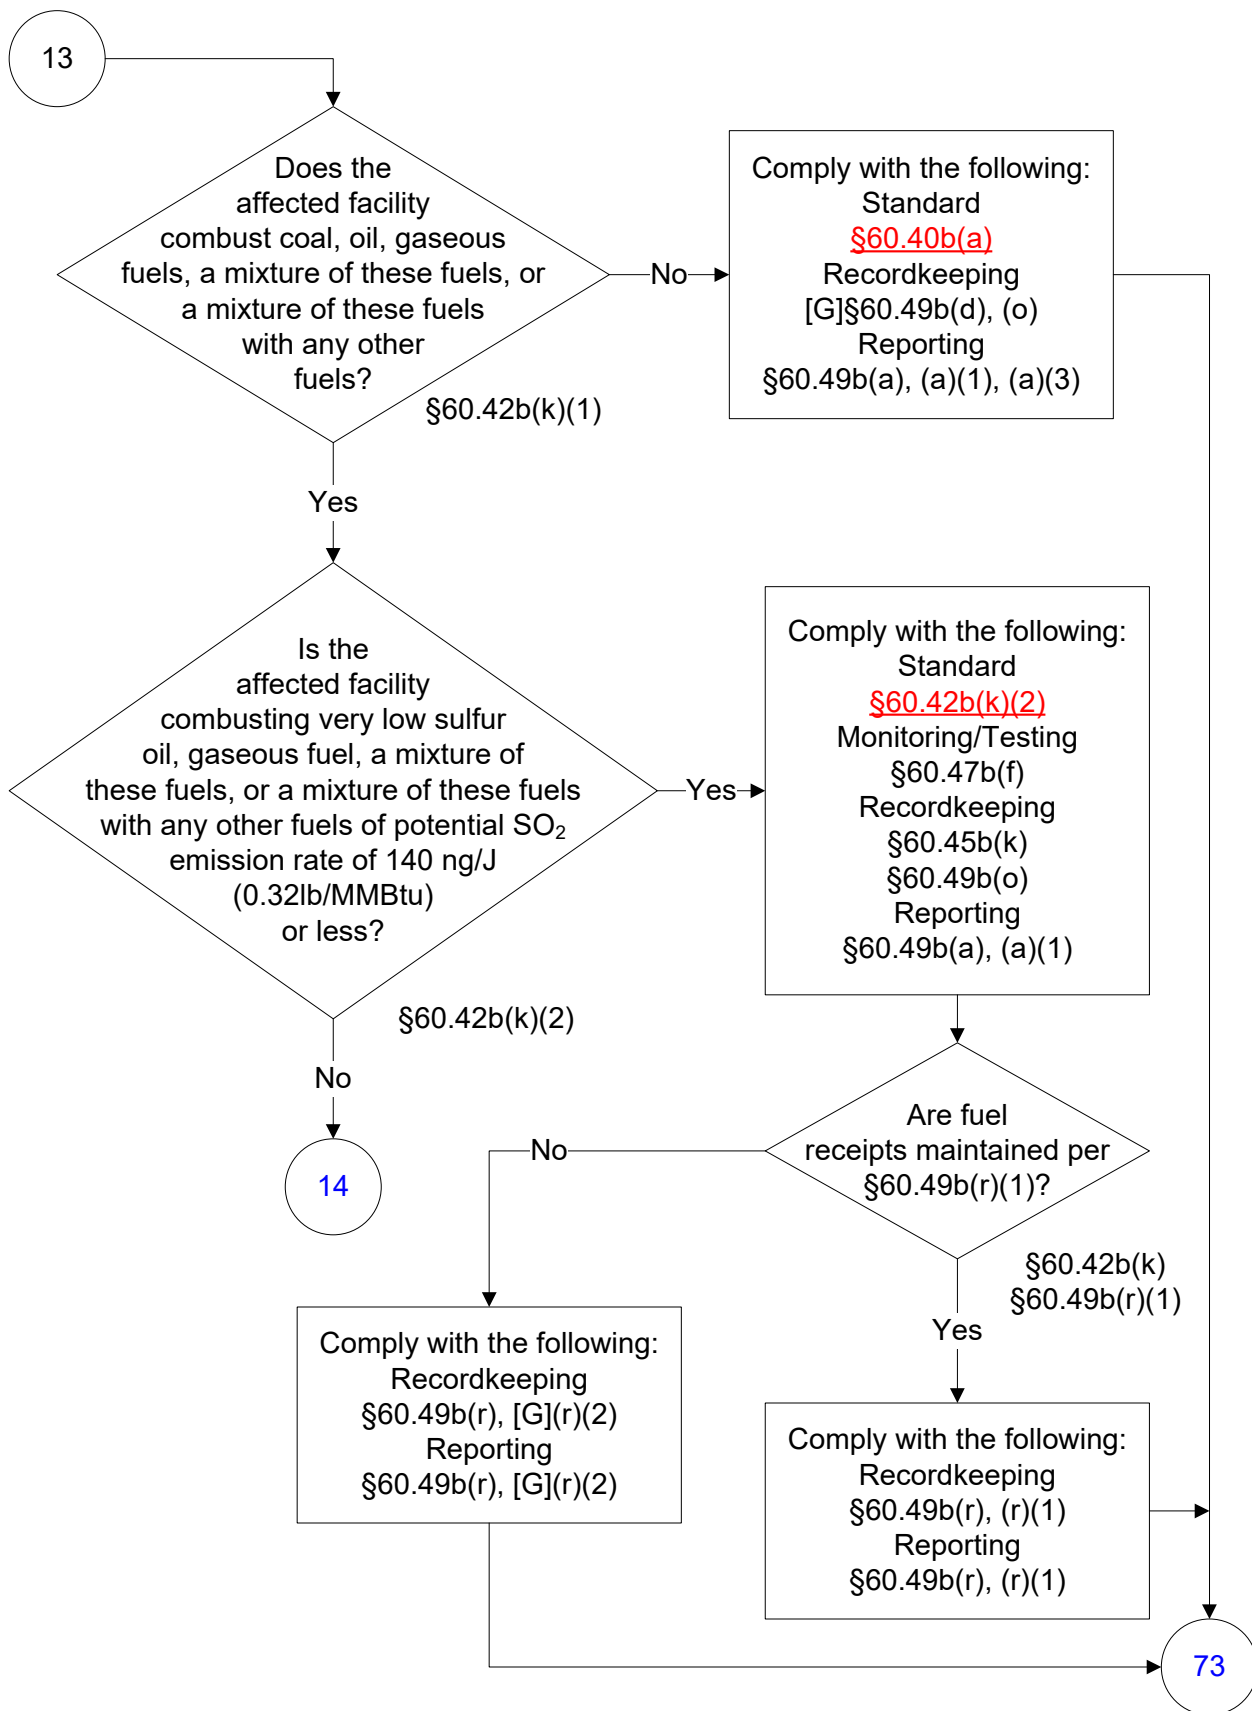 13
Does the
affected facility
combust coal, oil, gaseous
fuels, a mixture of these fuels, or
a mixture of these fuels
with any other
fuels?
§60.42b(k)(1)
No
Comply with the following:
Standard
§60.40b(a)
Recordkeeping
[G]§60.49b(d), (o)
Reporting
§60.49b(a), (a)(1), (a)(3)
Yes
Is the
affected facility
combusting very low sulfur
oil, gaseous fuel, a mixture of
these fuels, or a mixture of these fuels
with any other fuels of potential SO₂
emission rate of 140 ng/J
(0.32lb/MMBtu)
or less?
§60.42b(k)(2)
Yes
Comply with the following:
Standard
§60.42b(k)(2)
Monitoring/Testing
§60.47b(f)
Recordkeeping
§60.45b(k)
§60.49b(o)
Reporting
§60.49b(a), (a)(1)
No
14
Are fuel
receipts maintained per
§60.49b(r)(1)?
§60.42b(k)
§60.49b(r)(1)
No
Comply with the following:
Recordkeeping
§60.49b(r), [G](r)(2)
Reporting
§60.49b(r), [G](r)(2)
Yes
Comply with the following:
Recordkeeping
§60.49b(r), (r)(1)
Reporting
§60.49b(r), (r)(1)
73